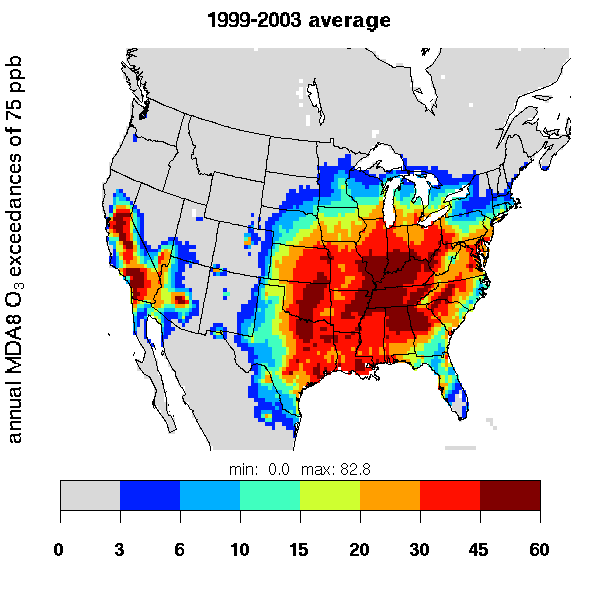 1999-2003 average
annual MDA8 O3 exceedances of 75 ppb
min: 0.0 max: 82.8
0 3 6 10 15 20 30 45 60